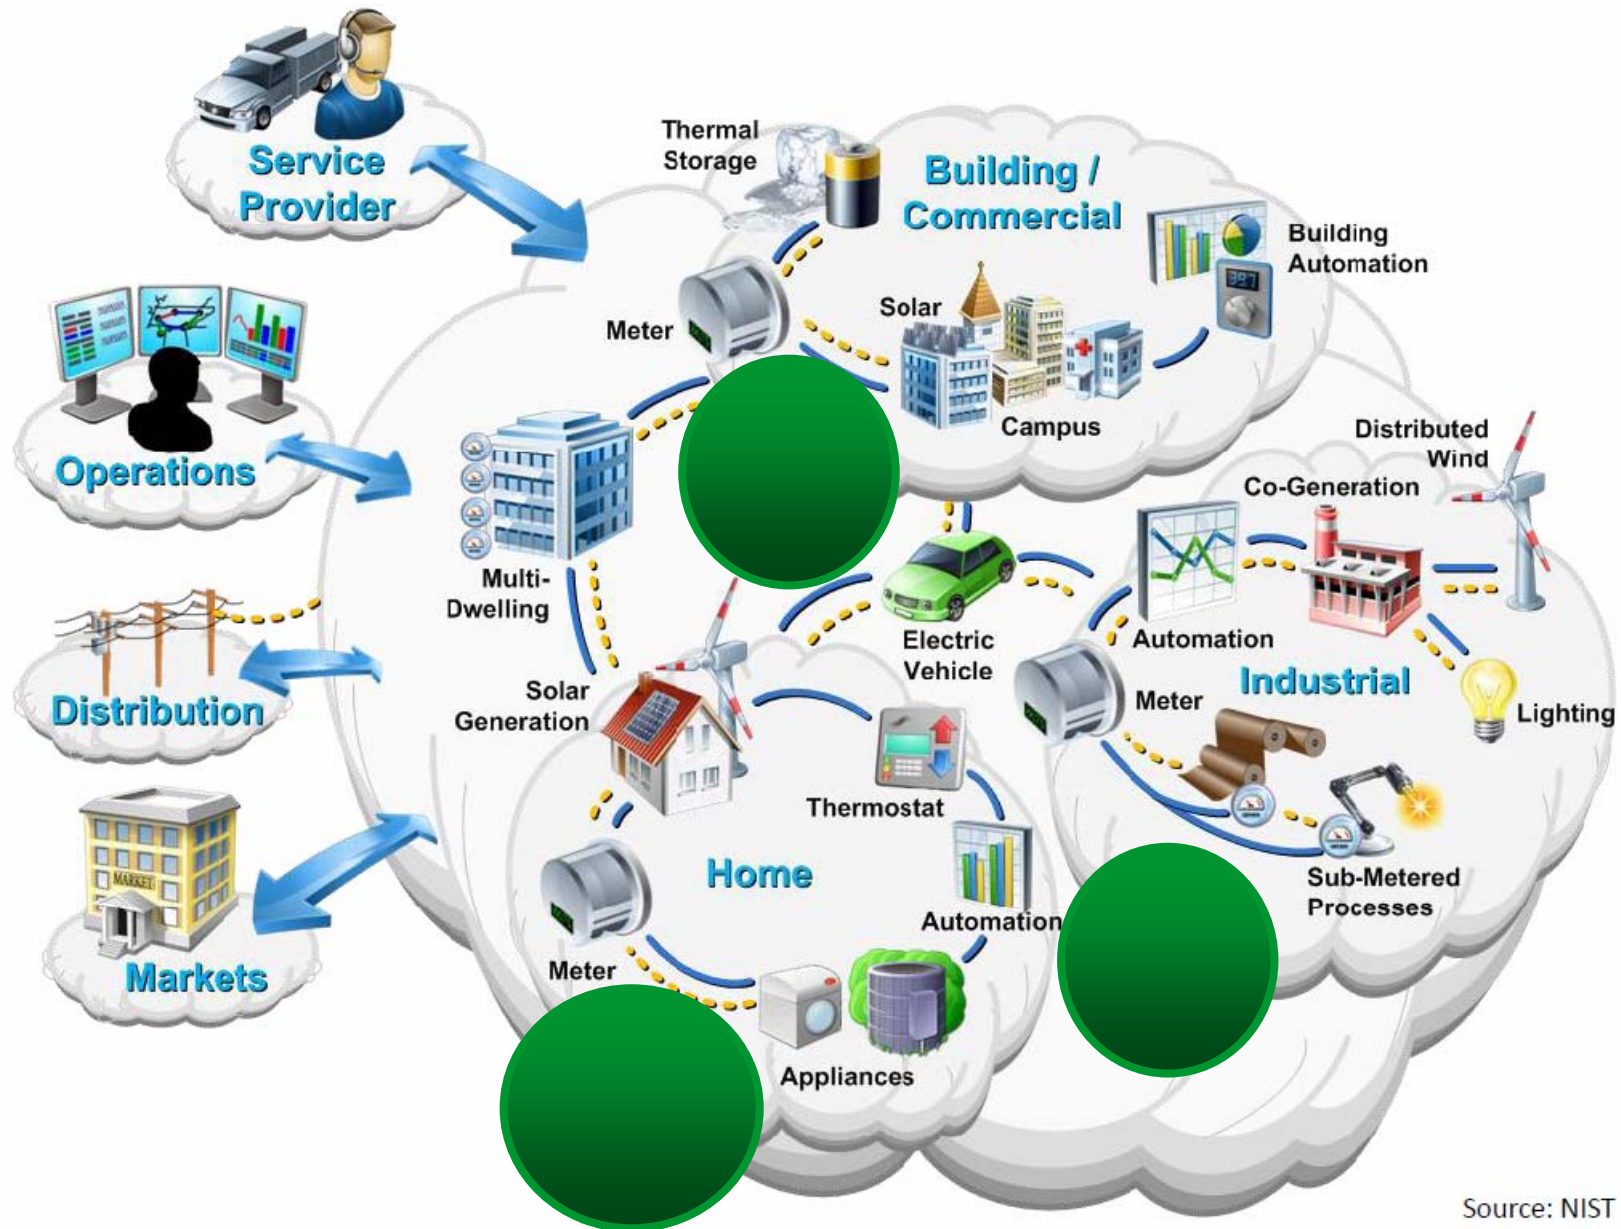 Service
Provider
Thermal
Storage
Building /
Commercial
Building
Automation
Meter
Solar
Campus
Operations
Multi-
Dwelling
Distributed
Wind
Co-Generation
Electric
Vehicle
Automation
Industrial
Meter
Lighting
Distribution
Solar
Generation
Thermostat
Sub-Metered
Processes
MARKET
Markets
Home
Automation
Meter
Appliances
Source: NIST